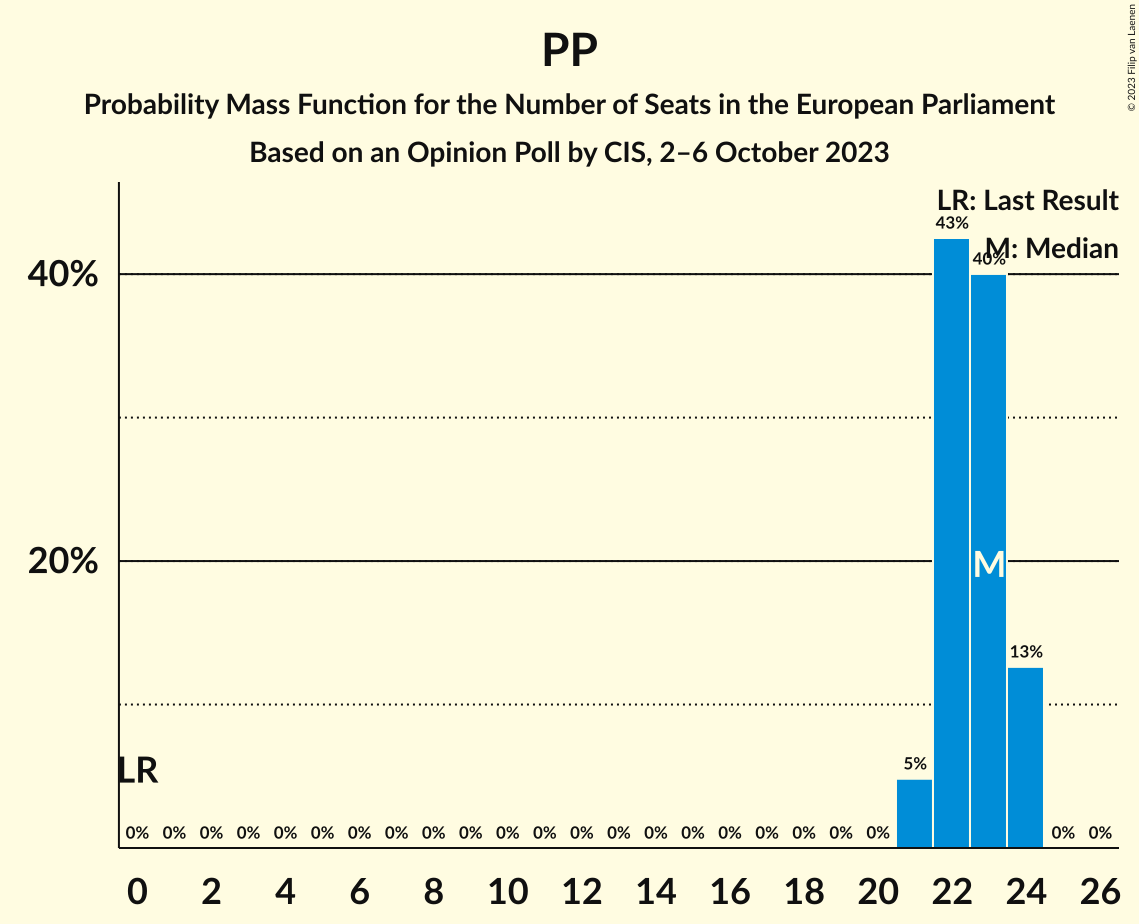 PP
Probability Mass Function for the Number of Seats in the European Parliament
Based on an Opinion Poll by CIS, 2–6 October 2023
© 2023 Filip van Laenen
LR: Last Result
M: Median
43%
40%
40%
20%
M
13%
5%
LR
0% 0% 0% 0% 0% 0% 0% 0% 0% 0% 0% 0% 0% 0% 0% 0% 0% 0% 0% 0% 0% 0% 0%
0 2 4 6 8 10 12 14 16 18 20 22 24 26